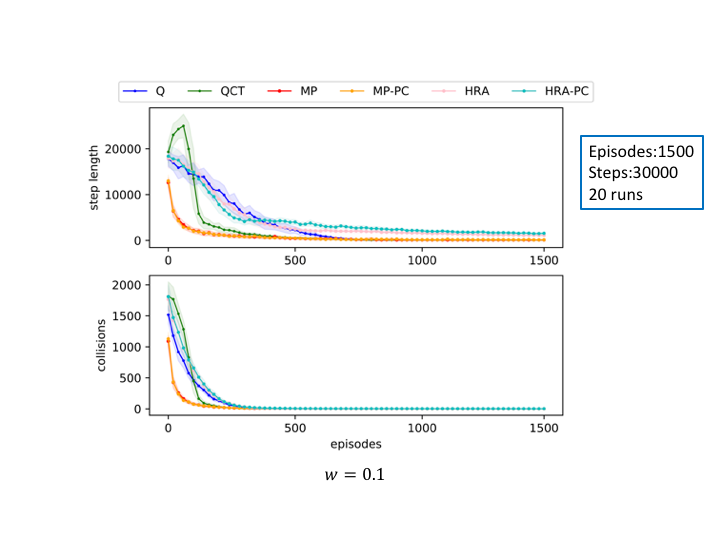 Q QCT MP MP-PC HRA HRA-PC
step length
20000
10000
0
0 500 1000 1500
Episodes:1500
Steps:30000
20 runs
collisions
2000
1500
1000
500
0
0 500 1000 1500
episodes
w = 0.1